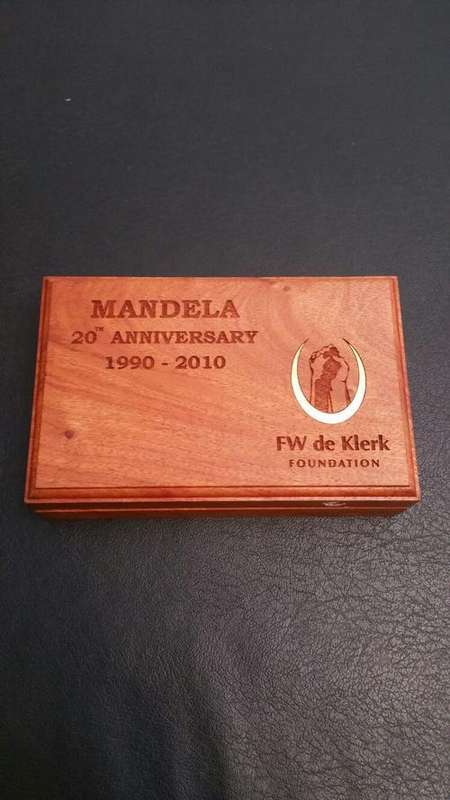 MANDELA
20TH ANNIVERSARY
1990 - 2010
FW de Klerk
FOUNDATION